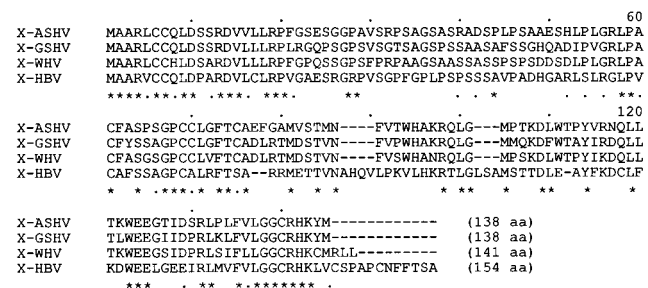 60
X-ASHV MAARLCCQLDSSRDVVLLRPFGSESGGPAVSRPSAGSASRADSPLPSAAESHLPLGRLPA
X-GSHV MAARLCCQLDSSRDVLLLRPLRGQPSGPSVSGTSAGSPSSAASAFSSGHQADIPVGRLPA
X-WHV MAARLCCHLDSARDVLLLRPFGPQSSGPSFPRPAAGSAASSASSPSPSDDSDLPLGRLPA
X-HBV MAARVCCQLDPARDVLCLRPVGAESRGRPVSGPFGPLPSPSSSAVPADHGARLSLRGLPV
****.**.** *** ***. ** . . * . . . **.
120
X-ASHV CFASPSGPCCLGFTCAEFGAMVSTMN----FVTWHAKRQLG---MPTKDLWTPYVRNQLL
X-GSHV CFYSSAGPCCLGFTCADLRTMDSTVN----FVPWHAKRQLG---MMQKDFWTAYIRDQLL
X-WHV CFASGSGPCCLVFTCADLRTMDSTVN----FVSWHANRQLG---MPSKDLWTPYIKDQLL
X-HBV CAFSSAGPCALRFTSA--RRMETTVNAHQVLPKVLHKRTLGLSAMSTTDLE-AYFKDCLF
* * .***.* **.* * * * * ** * *. * *
X-ASHV TKWEEGTIDSRLPLFVLGGCRHKYM---------- (138 aa)
X-GSHV TLWEEGIIDPRLKLFVLGGCRHKYM---------- (138 aa)
X-WHV TKWEEGSIDPRLSIFLLGGCRHKCMRLL------- (141 aa)
X-HBV KDWEELGEEIRLMVFVLGGCRHKLVCSPAPCNFFTSA (154 aa)
*** ** *.******* .